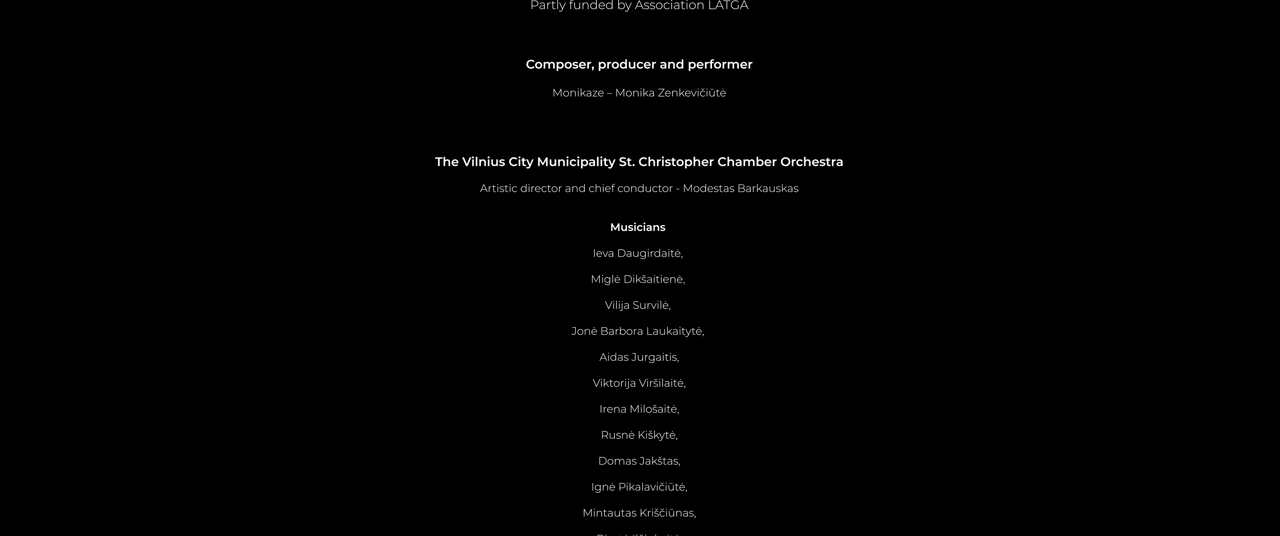 Partly funded by Association LATGA
Composer, producer and performer
Monikaze – Monika Zenkevičiūtė
The Vilnius City Municipality St. Christopher Chamber Orchestra
Artistic director and chief conductor - Modestas Barkauskas
Musicians
Ieva Daugirdaitė,
Miglė Dikšaitienė,
Vilija Survilė,
Jonė Barbora Laukaitytė,
Aidas Jurgaitis,
Viktorija Viršilaitė,
Irena Milošaitė,
Rusnė Kiškytė,
Domas Jakštas,
Ignė Pikalavičiūtė,
Mintautas Kriščiūnas,